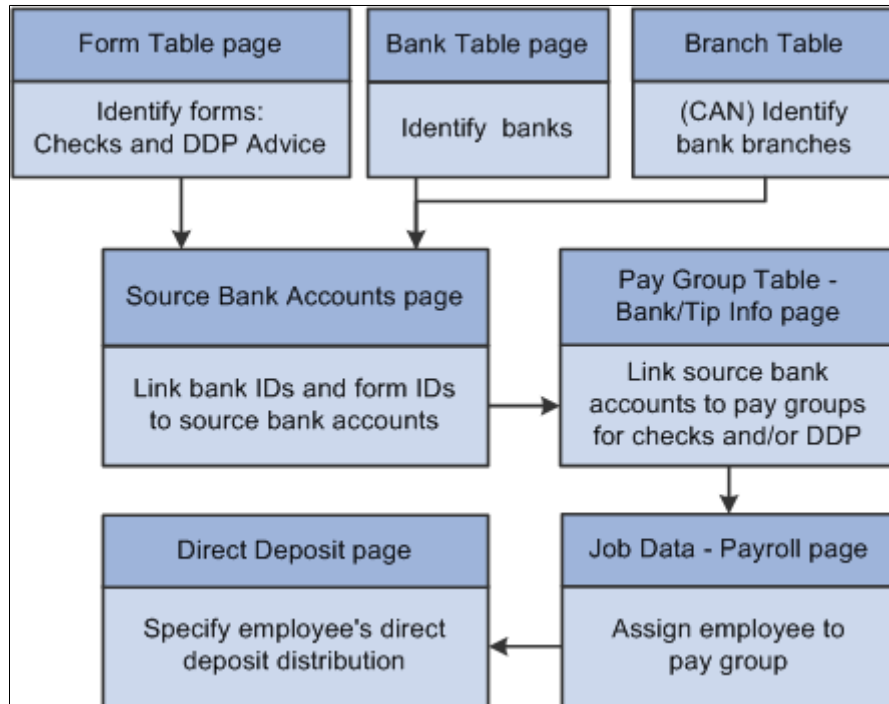 Form Table page
Identify forms:
Checks and DDP Advice
Bank Table page
Identify banks
Branch Table
(CAN) Identify
bank branches
Source Bank Accounts page
Link bank IDs and form IDs
to source bank accounts
Pay Group Table -
Bank/Tip Info page
Link source bank
accounts to pay groups
for checks and/or DDP
Direct Deposit page
Specify employee's direct
deposit distribution
Job Data - Payroll page
Assign employee to
pay group